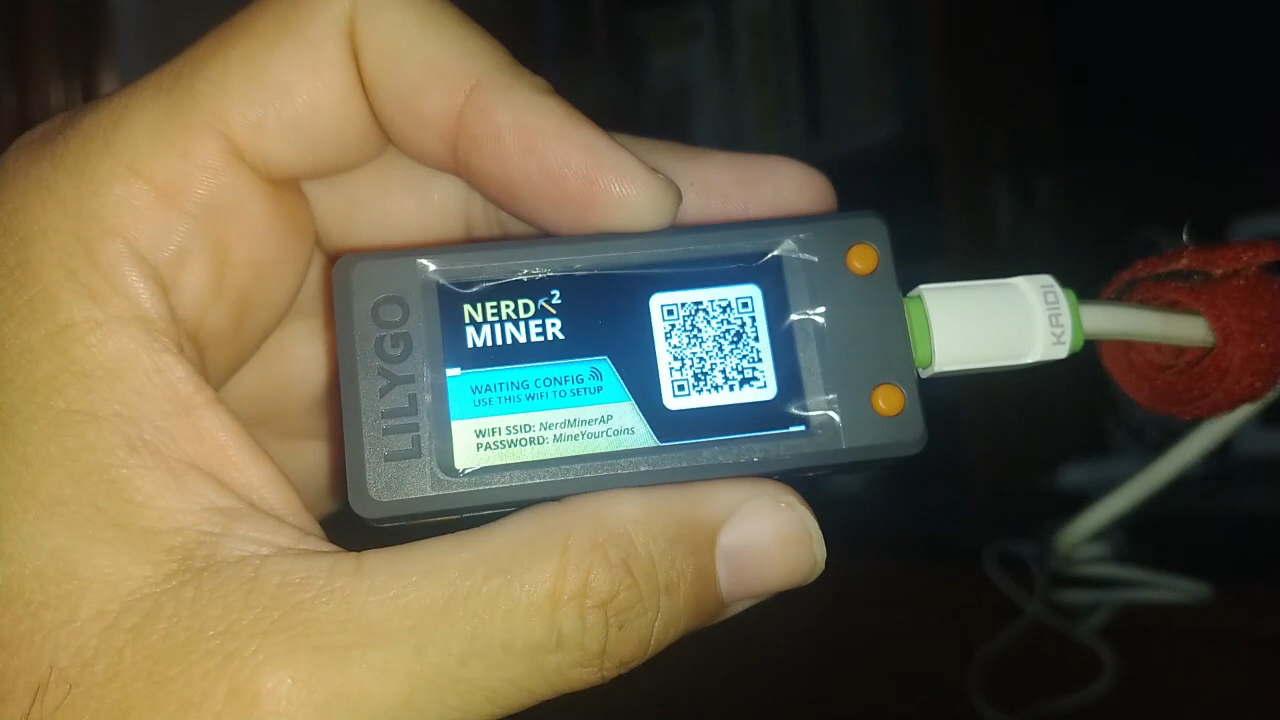 LILYGO
NERD 2
MINER
WAITING CONFIG
USE THIS WIFI TO SETUP
WIFI SSID: NerdMinerAP
PASSWORD: MineYourCoins
KAIDI